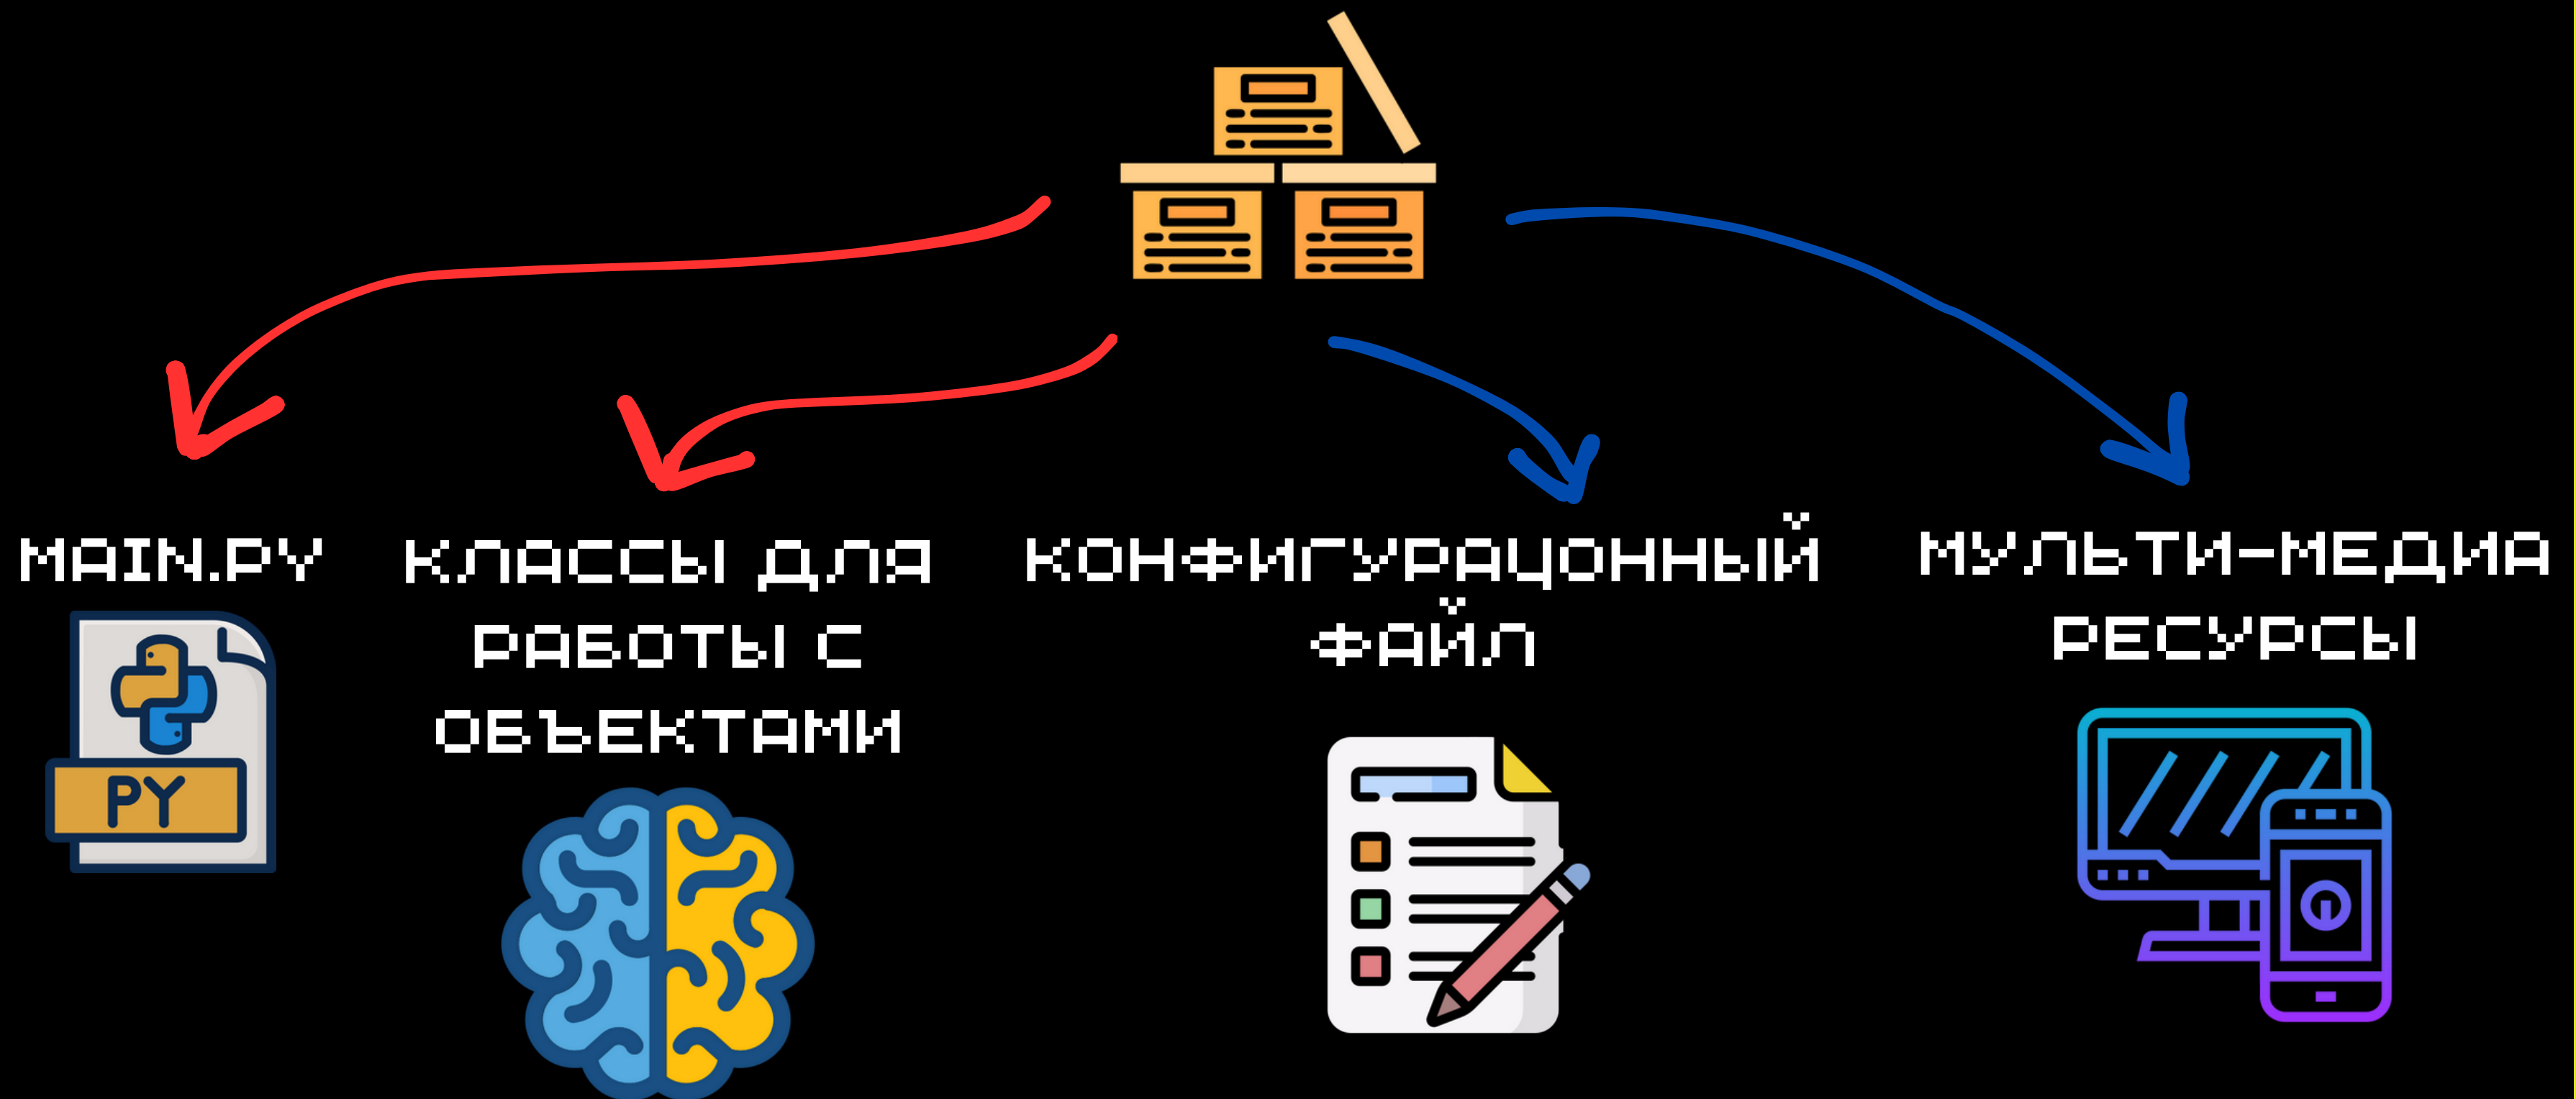 MAIN.PY
КЛАССЫ ДЛЯ
РАБОТЫ С
ОБЪЕКТАМИ
КОНФИГУРАЦОННЫЙ
ФАЙЛ
МУЛЬТИ-МЕДИА
РЕСУРСЫ
PY